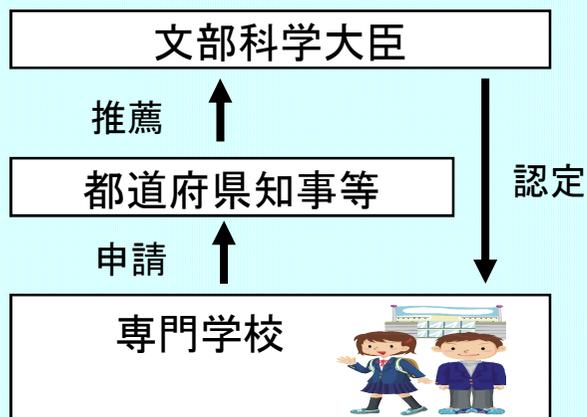 文部科学大臣
推薦
都道府県知事等
認定
申請
専門学校